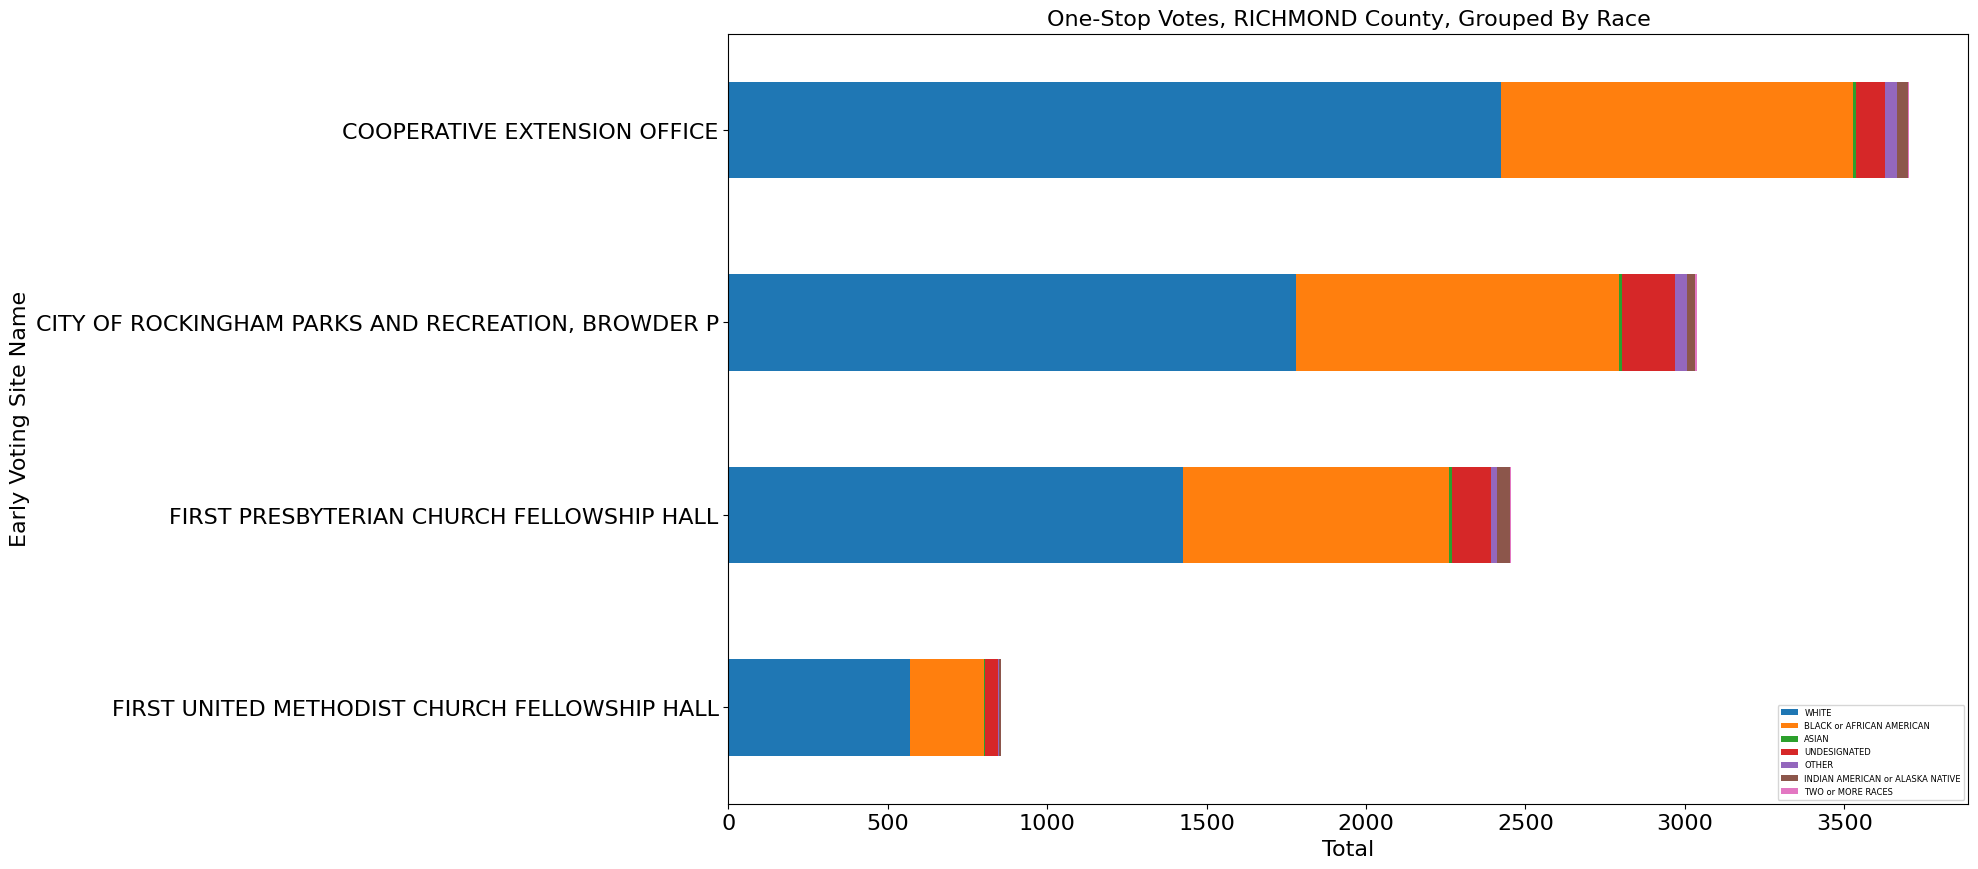 One-Stop Votes, RICHMOND County, Grouped By Race
Early Voting Site Name
COOPERATIVE EXTENSION OFFICE
CITY OF ROCKINGHAM PARKS AND RECREATION, BROWDER P
FIRST PRESBYTERIAN CHURCH FELLOWSHIP HALL
FIRST UNITED METHODIST CHURCH FELLOWSHIP HALL
WHITE
BLACK or AFRICAN AMERICAN
ASIAN
UNDESIGNATED
OTHER
INDIAN AMERICAN or ALASKA NATIVE
TWO or MORE RACES
0 500 1000 1500 2000 2500 3000 3500
Total